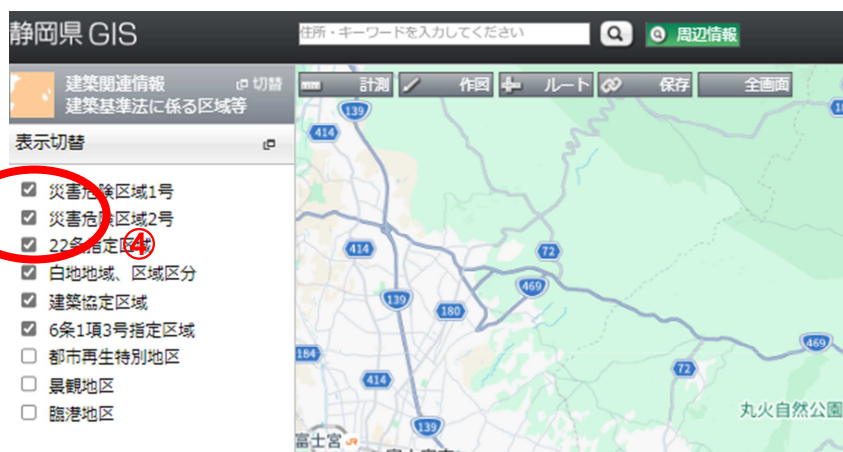 静岡県 GIS
住所・キーワードを入力してください
周辺情報
建築関連情報
切替
建築基準法に係る区域等
計測
作図
ルート
保存
全画面
表示切替
災害危険区域1号
災害危険区域2号
22条指定区域
④
白地地域、区域区分
建築協定区域
6条1項3号指定区域
都市再生特別地区
景観地区
臨港地区
139
414
414
72
469
139
180
184
414
72
469
139
丸火自然公園
富士宮
JR